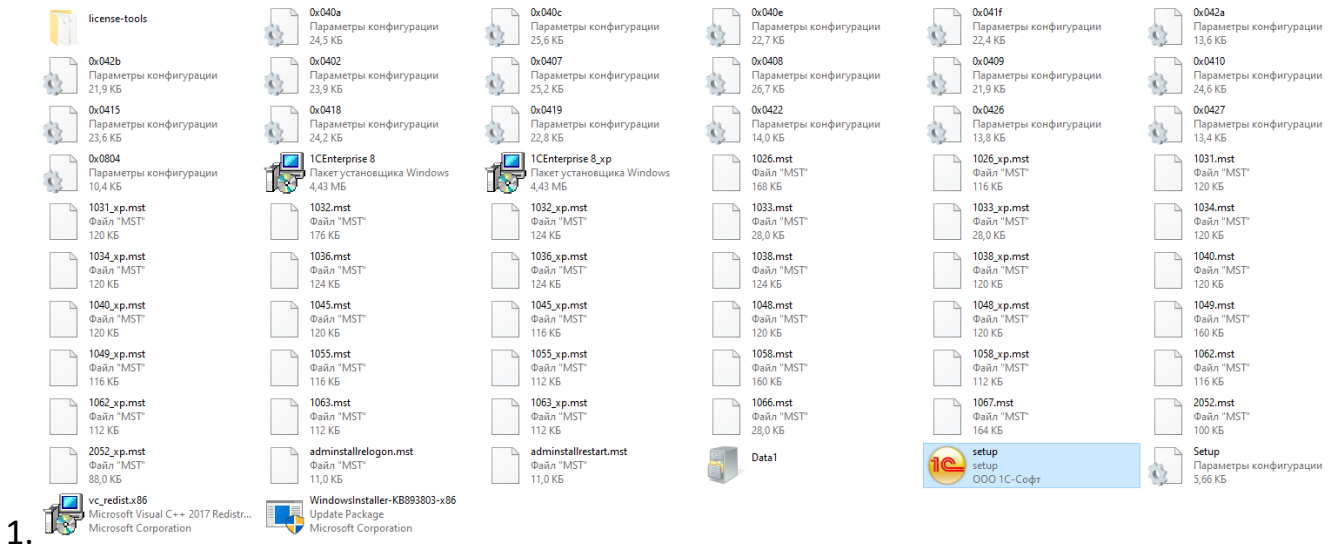 license-tools
0x040a
Параметры конфигурации
24,5 КБ
0x040c
Параметры конфигурации
25,6 КБ
0x040e
Параметры конфигурации
22,7 КБ
0x041f
Параметры конфигурации
22,4 КБ
0x042a
Параметры конфигурации
13,6 КБ
0x042b
Параметры конфигурации
21,9 КБ
0x0402
Параметры конфигурации
23,9 КБ
0x0407
Параметры конфигурации
25,2 КБ
0x0408
Параметры конфигурации
26,7 КБ
0x0409
Параметры конфигурации
21,9 КБ
0x0410
Параметры конфигурации
24,6 КБ
0x0415
Параметры конфигурации
23,6 КБ
0x0418
Параметры конфигурации
24,2 КБ
0x0419
Параметры конфигурации
22,8 КБ
0x0422
Параметры конфигурации
14,0 КБ
0x0426
Параметры конфигурации
13,8 КБ
0x0427
Параметры конфигурации
13,4 КБ
0x0804
Параметры конфигурации
10,4 КБ
1CEnterprise 8
Пакет установщика Windows
4,43 МБ
1CEnterprise 8_xp
Пакет установщика Windows
4,43 МБ
1026.mst
Файл "MST"
168 КБ
1026_xp.mst
Файл "MST"
116 КБ
1031.mst
Файл "MST"
120 КБ
1031_xp.mst
Файл "MST"
120 КБ
1032.mst
Файл "MST"
176 КБ
1032_xp.mst
Файл "MST"
124 КБ
1033.mst
Файл "MST"
28,0 КБ
1033_xp.mst
Файл "MST"
28,0 КБ
1034.mst
Файл "MST"
120 КБ
1034_xp.mst
Файл "MST"
120 КБ
1036.mst
Файл "MST"
124 КБ
1036_xp.mst
Файл "MST"
124 КБ
1038.mst
Файл "MST"
124 КБ
1038_xp.mst
Файл "MST"
120 КБ
1040.mst
Файл "MST"
120 КБ
1040_xp.mst
Файл "MST"
120 КБ
1045.mst
Файл "MST"
120 КБ
1045_xp.mst
Файл "MST"
116 КБ
1048.mst
Файл "MST"
120 КБ
1048_xp.mst
Файл "MST"
120 КБ
1049.mst
Файл "MST"
160 КБ
1049_xp.mst
Файл "MST"
116 КБ
1055.mst
Файл "MST"
116 КБ
1055_xp.mst
Файл "MST"
112 КБ
1058.mst
Файл "MST"
160 КБ
1058_xp.mst
Файл "MST"
112 КБ
1062.mst
Файл "MST"
116 КБ
1062_xp.mst
Файл "MST"
112 КБ
1063.mst
Файл "MST"
112 КБ
1063_xp.mst
Файл "MST"
112 КБ
1066.mst
Файл "MST"
28,0 КБ
1067.mst
Файл "MST"
164 КБ
2052.mst
Файл "MST"
100 КБ
2052_xp.mst
Файл "MST"
88,0 КБ
adminstallrelogon.mst
Файл "MST"
11,0 КБ
adminstallrestart.mst
Файл "MST"
11,0 КБ
Data1
1С
setup
setup
ООО 1С-Софт
Setup
Параметры конфигурации
5,66 КБ
vc_redist.x86
Microsoft Visual C++ 2017 Redistr...
Microsoft Corporation
WindowsInstaller-KB893803-x86
Update Package
Microsoft Corporation
1.